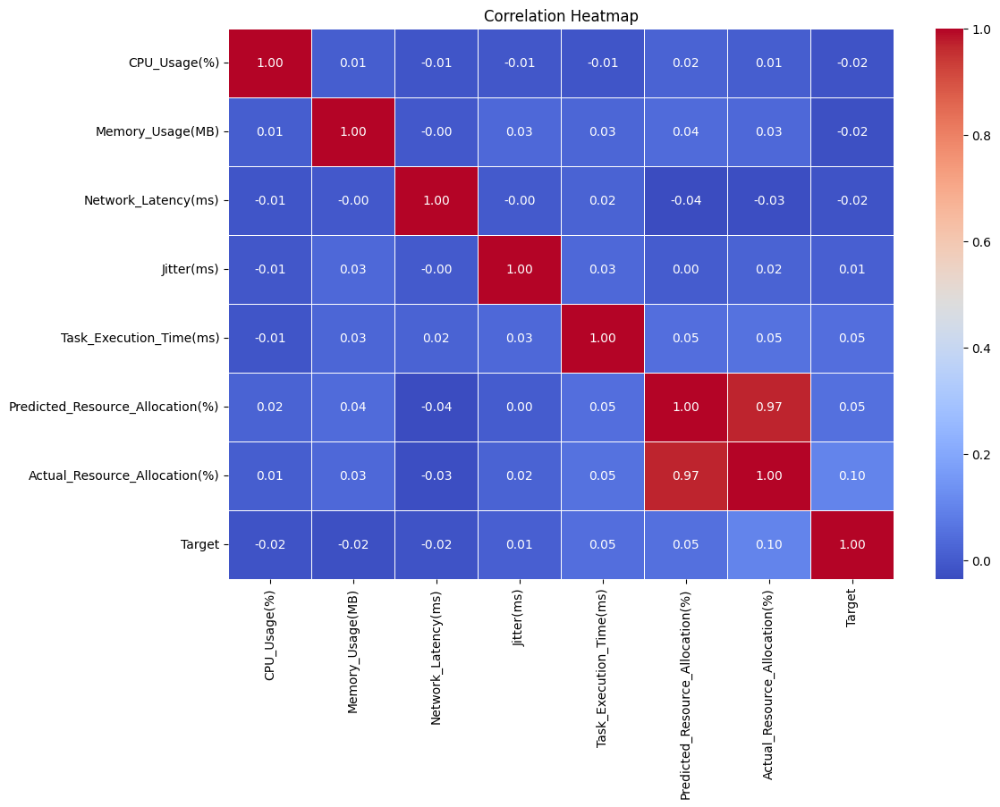 Correlation Heatmap
CPU_Usage(%) 1.00 0.01 -0.01 -0.01 -0.01 0.02 0.01 -0.02
Memory_Usage(MB) 0.01 1.00 -0.00 0.03 0.03 0.04 0.03 -0.02
Network_Latency(ms) -0.01 -0.00 1.00 -0.00 0.02 -0.04 -0.03 -0.02
Jitter(ms) -0.01 0.03 -0.00 1.00 0.03 0.00 0.02 0.01
Task_Execution_Time(ms) -0.01 0.03 0.02 0.03 1.00 0.05 0.05 0.05
Predicted_Resource_Allocation(%) 0.02 0.04 -0.04 0.00 0.05 1.00 0.97 0.05
Actual_Resource_Allocation(%) 0.01 0.03 -0.03 0.02 0.05 0.97 1.00 0.10
Target -0.02 -0.02 -0.02 0.01 0.05 0.05 0.10 1.00
CPU_Usage(%)
Memory_Usage(MB)
Network_Latency(ms)
Jitter(ms)
Task_Execution_Time(ms)
Predicted_Resource_Allocation(%)
Actual_Resource_Allocation(%)
Target
1.0
0.8
0.6
0.4
0.2
0.0